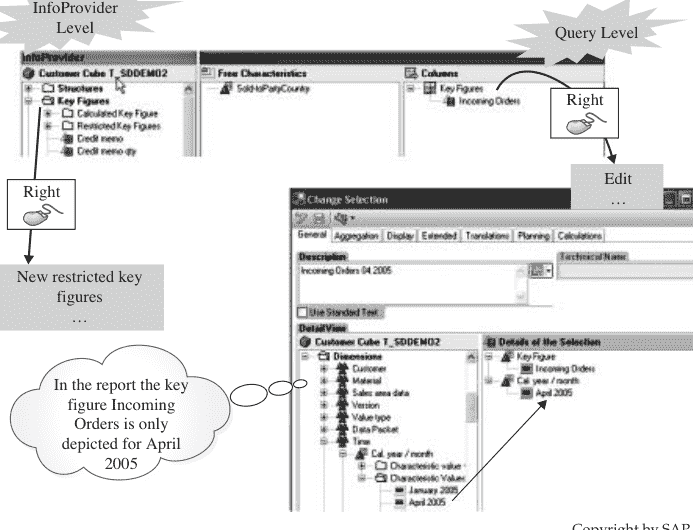 InfoProvider
Level
Query Level
InfoProvider
Customer Cube T_SDDEMO2
Free Characteristics
Columns
Structures
Key Figures
Calculated Key Figure
Restricted Key Figures
Credit memo
Credit memo qty
Sold-to PartyCountry
Key Figures
Incoming Orders
Right
Right
Edit
...
New restricted key
figures
...
Change Selection
General Aggregation Display Extended Translations Planning Calculations
Description
Technical Name
Incoming Orders 04.2005
Use Standard Text
DetailView
Customer Cube T_SDDEMO2
Details of the Selection
Dimensions
Customer
Material
Sales area data
Version
Value type
Data Packet
Time
Cal. year / month
Characteristic value
Characteristic Values
January 2005
April 2005
Key Figure
Incoming Orders
Cal. year / month
April 2005
In the report the key
figure Incoming
Orders is only
depicted for April
2005
Copyright by SAP